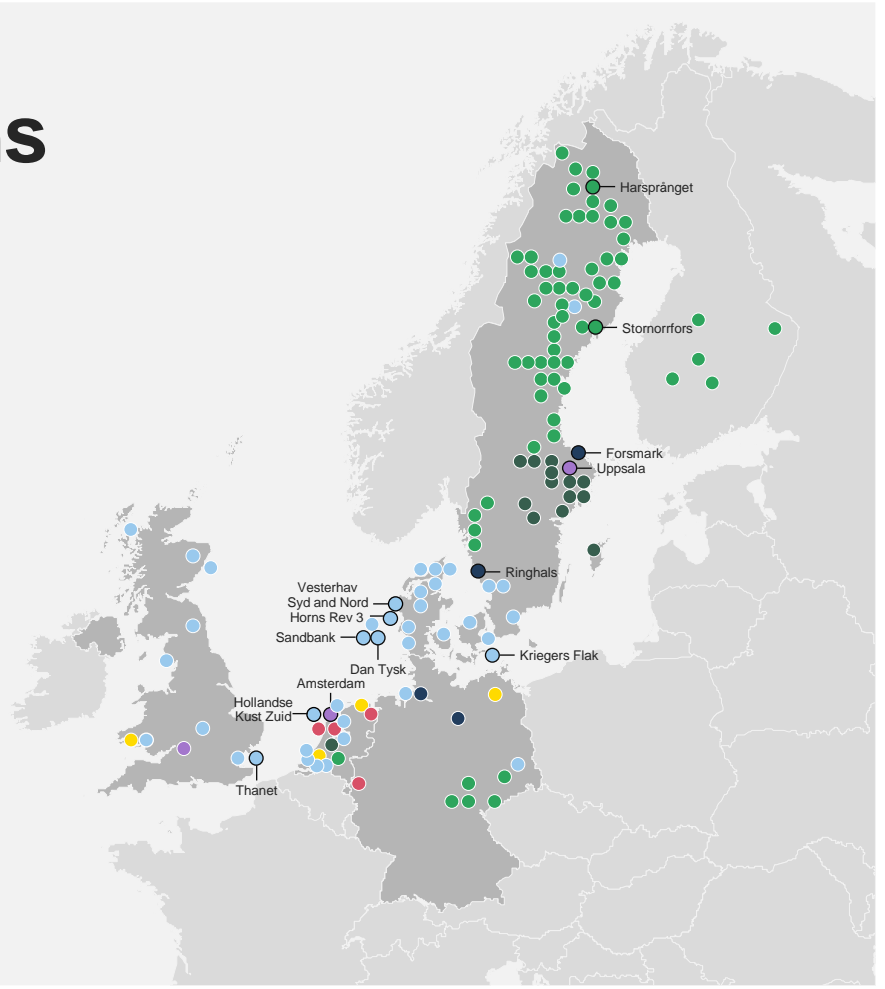 s
Harsprånget
Stornorrfors
Forsmark
Uppsala
Ringhals
Vesterhav
Syd and Nord
Horns Rev 3
Sandbank
Dan Tysk
Kriegers Flak
Amsterdam
Hollandse
Kust Zuid
Thanet